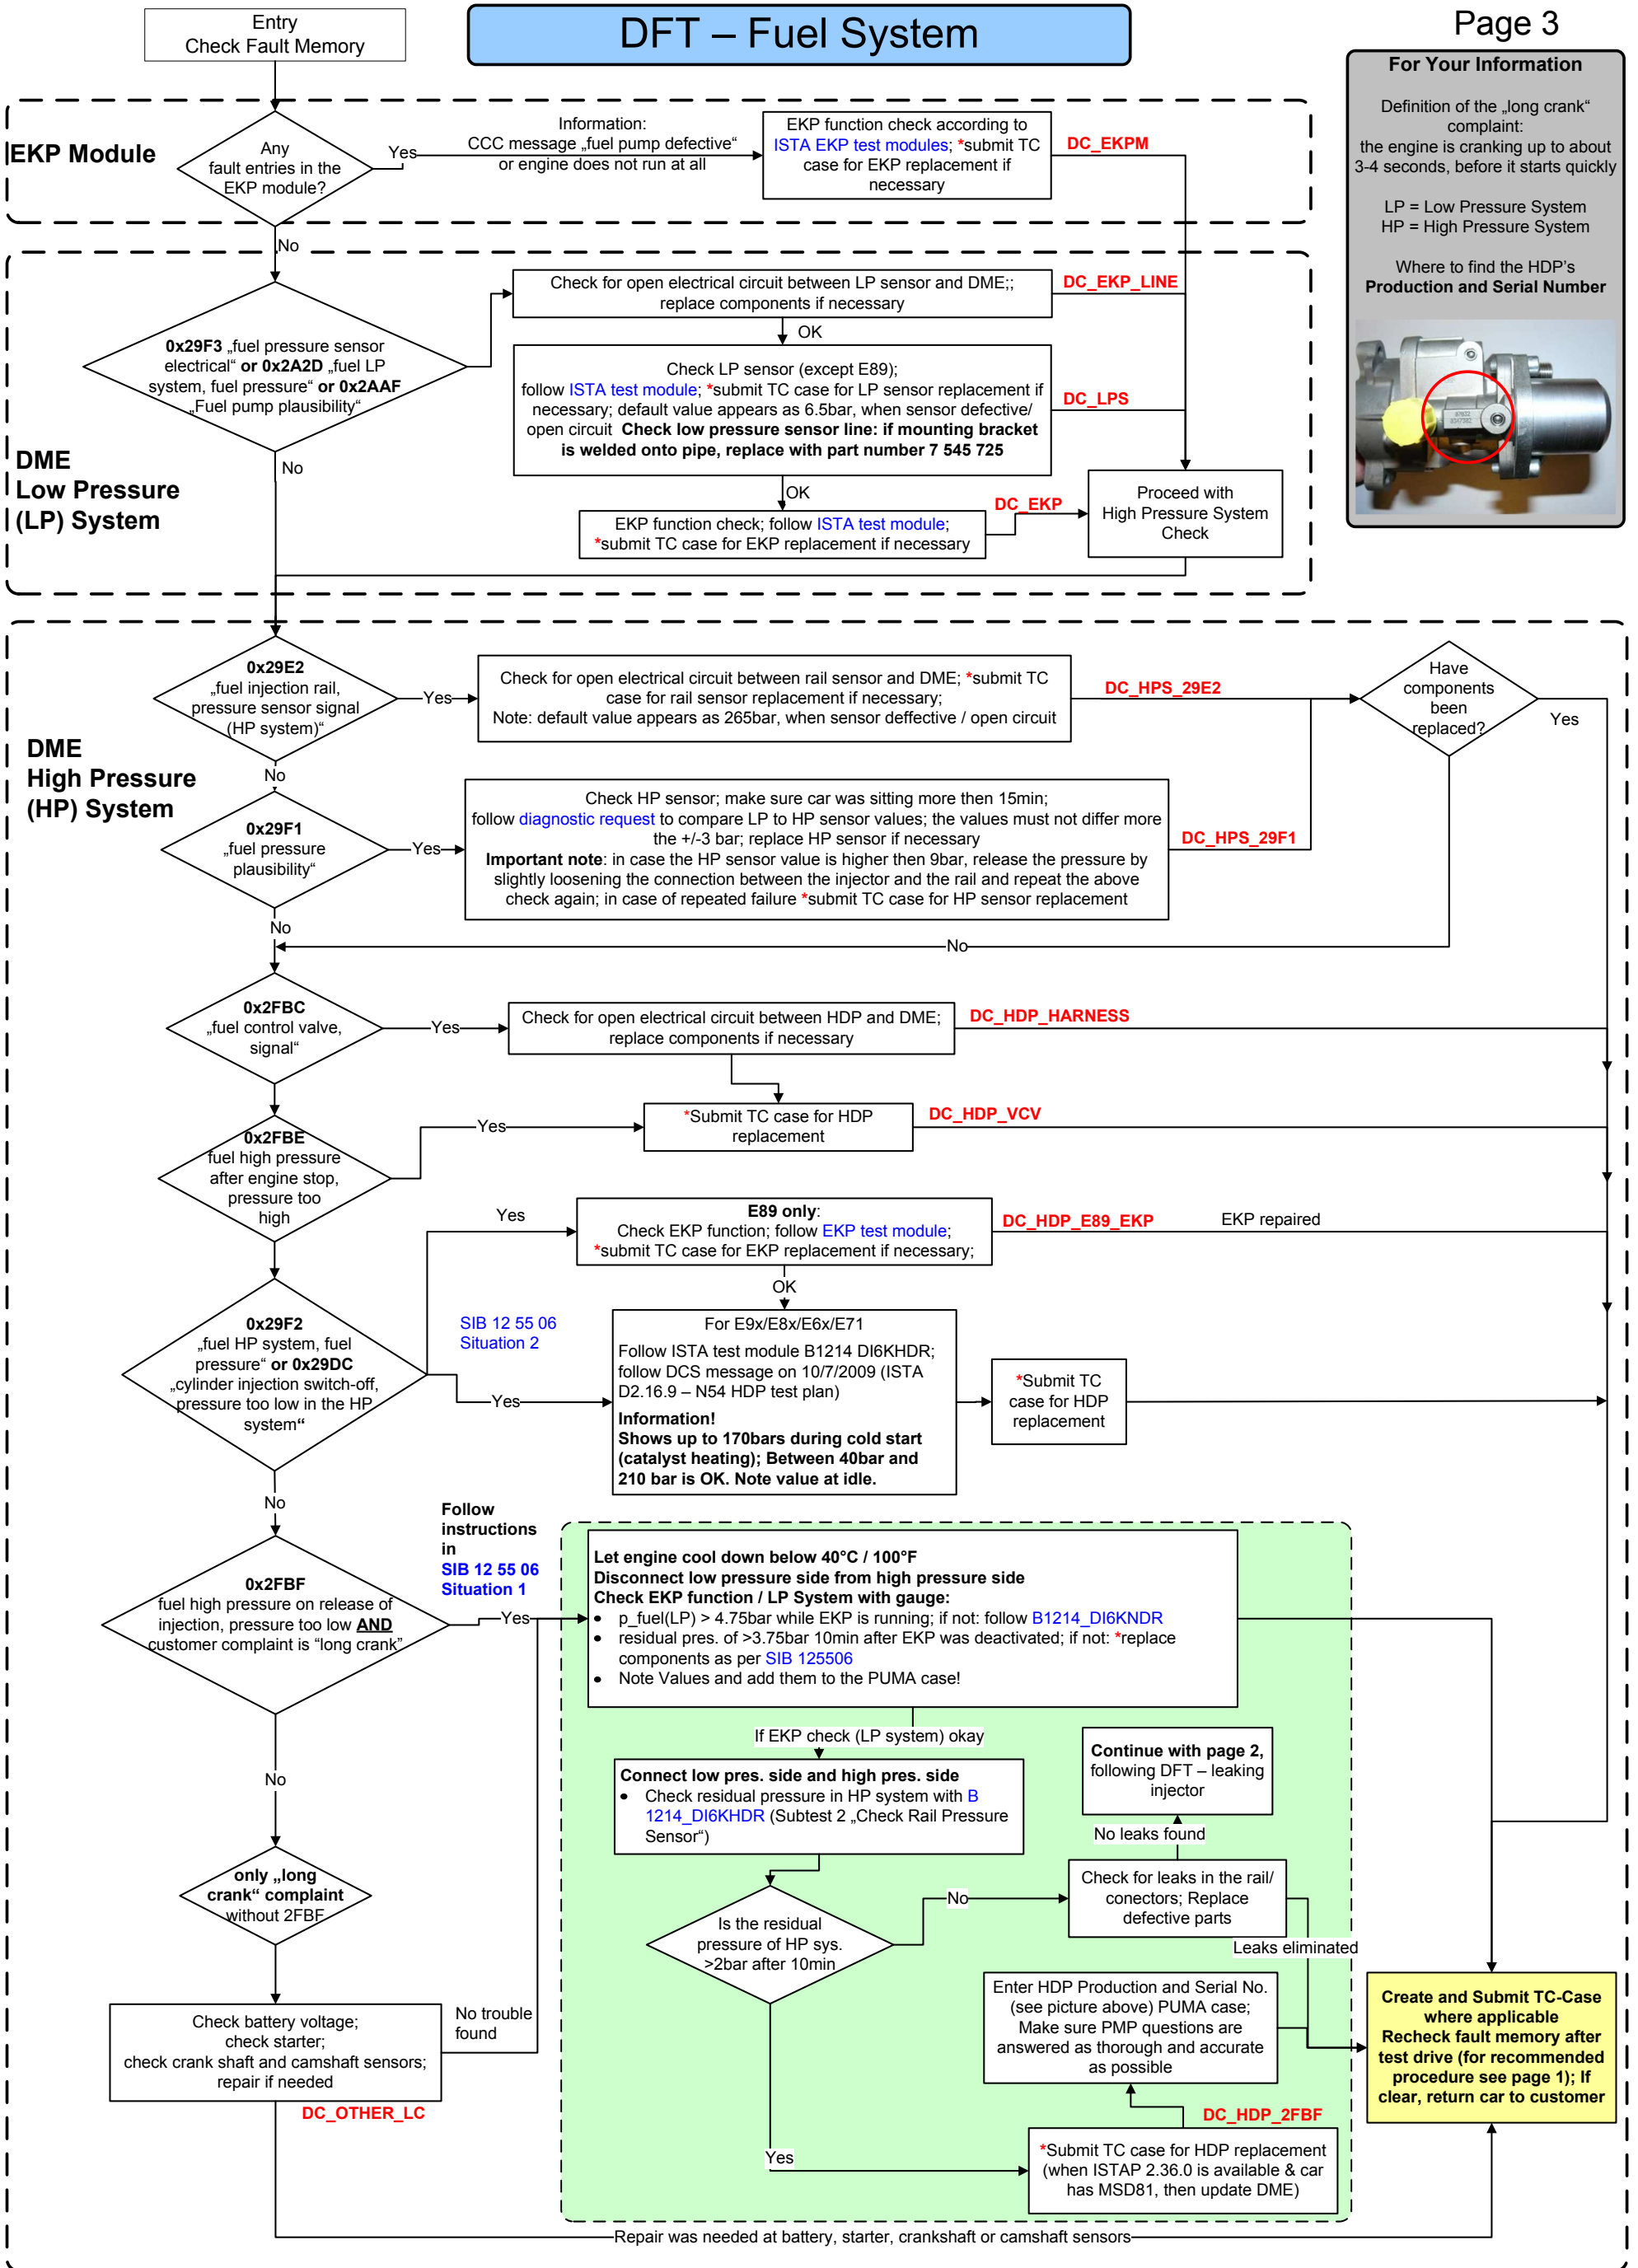 Entry
Check Fault Memory
DFT – Fuel System
Page 3
For Your Information
Definition of the „long crank“
complaint:
the engine is cranking up to about
3-4 seconds, before it starts quickly
LP = Low Pressure System
HP = High Pressure System
Where to find the HDP's
Production and Serial Number
EKP Module
Any
fault entries in the
EKP module?
Yes
Information:
CCC message „fuel pump defective“
or engine does not run at all
EKP function check according to
ISTA EKP test modules; *submit TC
case for EKP replacement if
necessary
DC_EKPM
No
DME
Low Pressure
(LP) System
0x29F3 „fuel pressure sensor
electrical“ or 0x2A2D „fuel LP
system, fuel pressure“ or 0x2AAF
„Fuel pump plausibility“
Check for open electrical circuit between LP sensor and DME;;
replace components if necessary
DC_EKP_LINE
OK
Check LP sensor (except E89);
follow ISTA test module; *submit TC case for LP sensor replacement if
necessary; default value appears as 6.5bar, when sensor defective/
open circuit Check low pressure sensor line: if mounting bracket
is welded onto pipe, replace with part number 7 545 725
DC_LPS
No
OK
EKP function check; follow ISTA test module;
*submit TC case for EKP replacement if necessary
DC_EKP
Proceed with
High Pressure System
Check
DME
High Pressure
(HP) System
0x29E2
„fuel injection rail,
pressure sensor signal
(HP system)“
Yes
Check for open electrical circuit between rail sensor and DME; *submit TC
case for rail sensor replacement if necessary;
Note: default value appears as 265bar, when sensor deffective / open circuit
DC_HPS_29E2
Have
components
been
replaced?
Yes
No
0x29F1
„fuel pressure
plausibility“
Yes
Check HP sensor; make sure car was sitting more then 15min;
follow diagnostic request to compare LP to HP sensor values; the values must not differ more
the +/-3 bar; replace HP sensor if necessary
Important note: in case the HP sensor value is higher then 9bar, release the pressure by
slightly loosening the connection between the injector and the rail and repeat the above
check again; in case of repeated failure *submit TC case for HP sensor replacement
DC_HPS_29F1
No
No
0x2FBC
„fuel control valve,
signal“
Yes
Check for open electrical circuit between HDP and DME;
replace components if necessary
DC_HDP_HARNESS
0x2FBE
fuel high pressure
after engine stop,
pressure too
high
Yes
*Submit TC case for HDP
replacement
DC_HDP_VCV
0x29F2
„fuel HP system, fuel
pressure“ or 0x29DC
„cylinder injection switch-off,
pressure too low in the HP
system“
Yes
E89 only:
Check EKP function; follow EKP test module;
*submit TC case for EKP replacement if necessary;
DC_HDP_E89_EKP
EKP repaired
OK
SIB 12 55 06
Situation 2
Yes
For E9x/E8x/E6x/E71
Follow ISTA test module B1214 DI6KHDR;
follow DCS message on 10/7/2009 (ISTA
D2.16.9 – N54 HDP test plan)
Information!
Shows up to 170bars during cold start
(catalyst heating); Between 40bar and
210 bar is OK. Note value at idle.
*Submit TC
case for HDP
replacement
No
Follow
instructions
in
SIB 12 55 06
Situation 1
0x2FBF
fuel high pressure on release of
injection, pressure too low AND
customer complaint is “long crank”
Yes
Let engine cool down below 40°C / 100°F
Disconnect low pressure side from high pressure side
Check EKP function / LP System with gauge:
• p_fuel(LP) > 4.75bar while EKP is running; if not: follow B1214_DI6KNDR
• residual pres. of >3.75bar 10min after EKP was deactivated; if not: *replace
components as per SIB 125506
• Note Values and add them to the PUMA case!
If EKP check (LP system) okay
No
Connect low pres. side and high pres. side
• Check residual pressure in HP system with B
1214_DI6KHDR (Subtest 2 „Check Rail Pressure
Sensor“)
Continue with page 2,
following DFT – leaking
injector
No leaks found
only „long
crank“ complaint
without 2FBF
Is the residual
pressure of HP sys.
>2bar after 10min
No
Check for leaks in the rail/
conectors; Replace
defective parts
Leaks eliminated
Check battery voltage;
check starter;
check crank shaft and camshaft sensors;
repair if needed
No trouble
found
DC_OTHER_LC
Enter HDP Production and Serial No.
(see picture above) PUMA case;
Make sure PMP questions are
answered as thorough and accurate
as possible
Create and Submit TC-Case
where applicable
Recheck fault memory after
test drive (for recommended
procedure see page 1); If
clear, return car to customer
DC_HDP_2FBF
Yes
*Submit TC case for HDP replacement
(when ISTAP 2.36.0 is available & car
has MSD81, then update DME)
Repair was needed at battery, starter, crankshaft or camshaft sensors